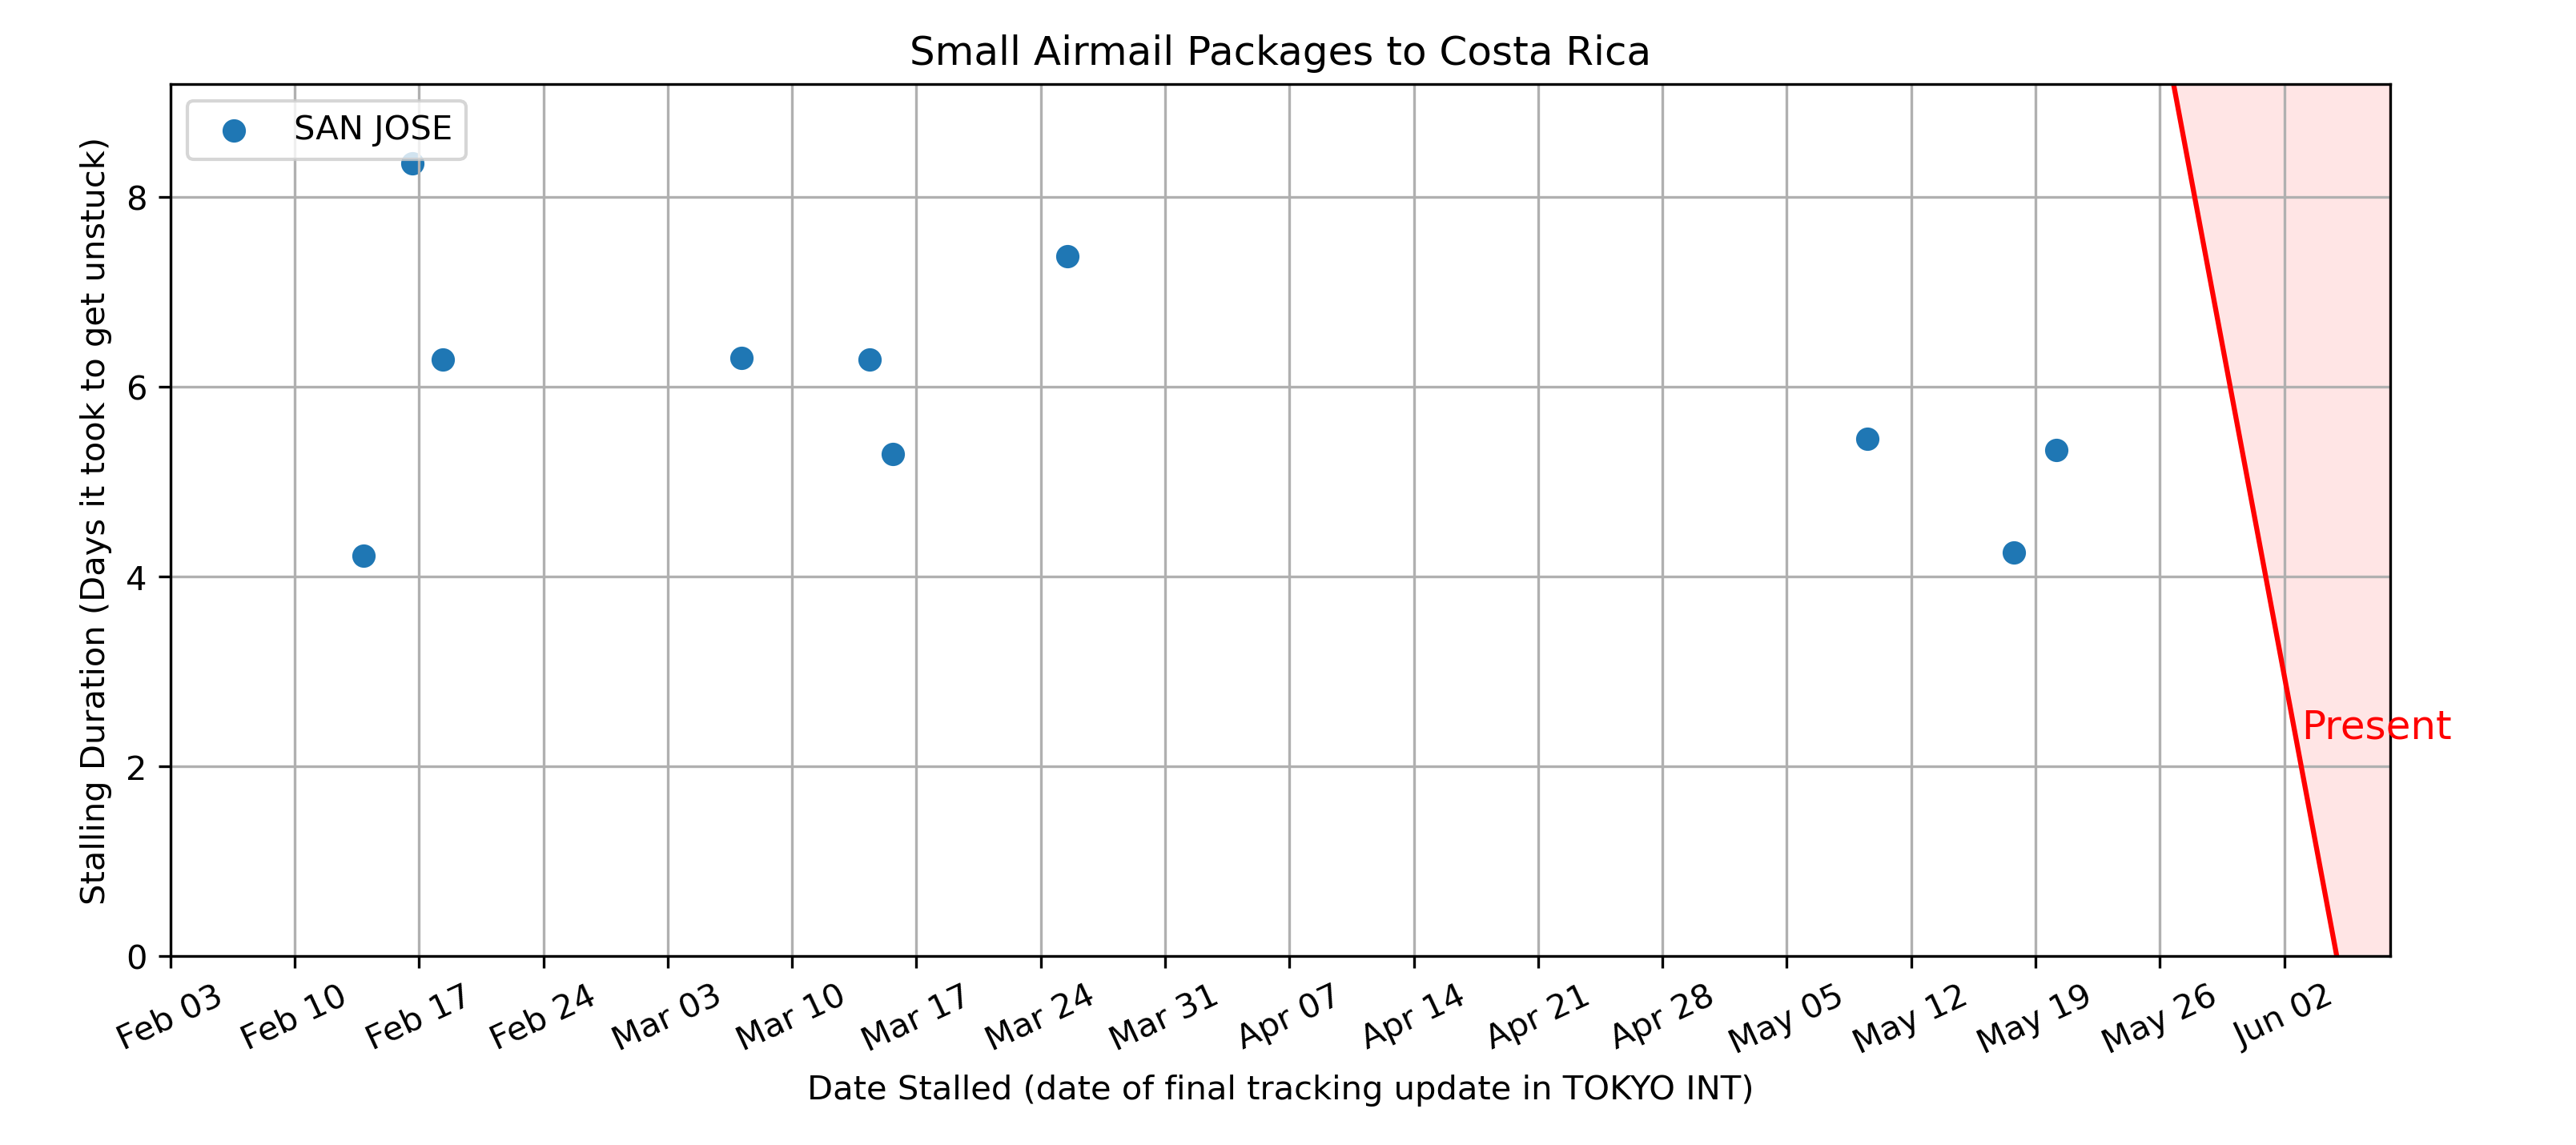 Small Airmail Packages to Costa Rica
SAN JOSE
Stalling Duration (Days it took to get unstuck)
8
6
4
2
0
Present
Feb 03
Feb 10
Feb 17
Feb 24
Mar 03
Mar 10
Mar 17
Mar 24
Mar 31
Apr 07
Apr 14
Apr 21
Apr 28
May 05
May 12
May 19
May 26
Jun 02
Date Stalled (date of final tracking update in TOKYO INT)